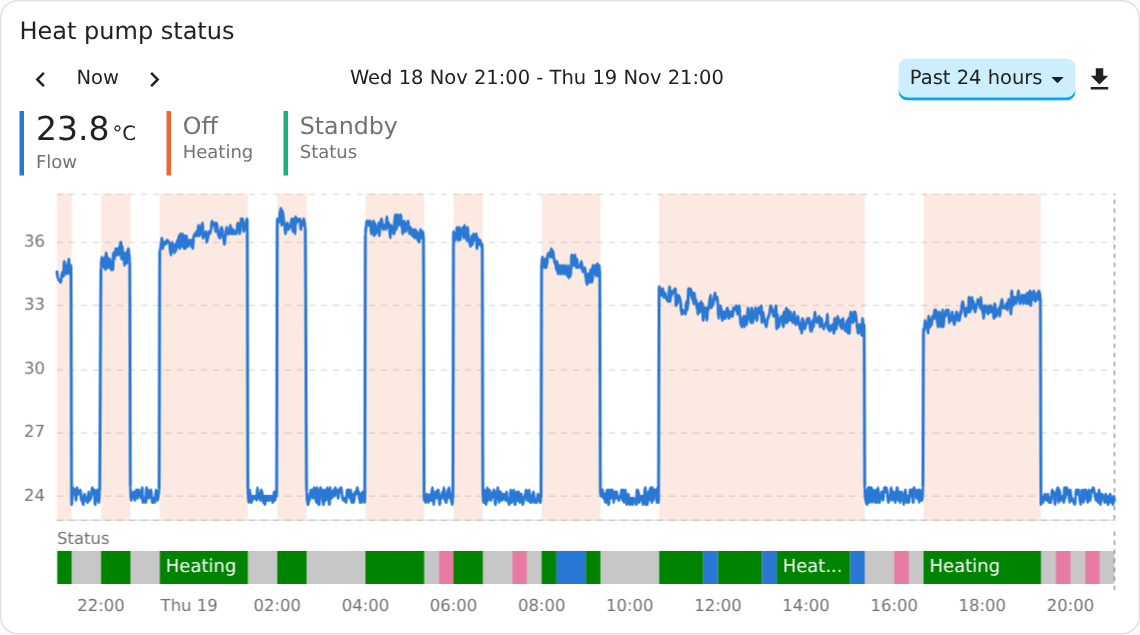 Heat pump status
Now
Wed 18 Nov 21:00 - Thu 19 Nov 21:00
Past 24 hours
23.8 °C
Flow
Off
Heating
Standby
Status
36
33
30
27
24
Status
Heating
Heat...
Heating
22:00 Thu 19 02:00 04:00 06:00 08:00 10:00 12:00 14:00 16:00 18:00 20:00